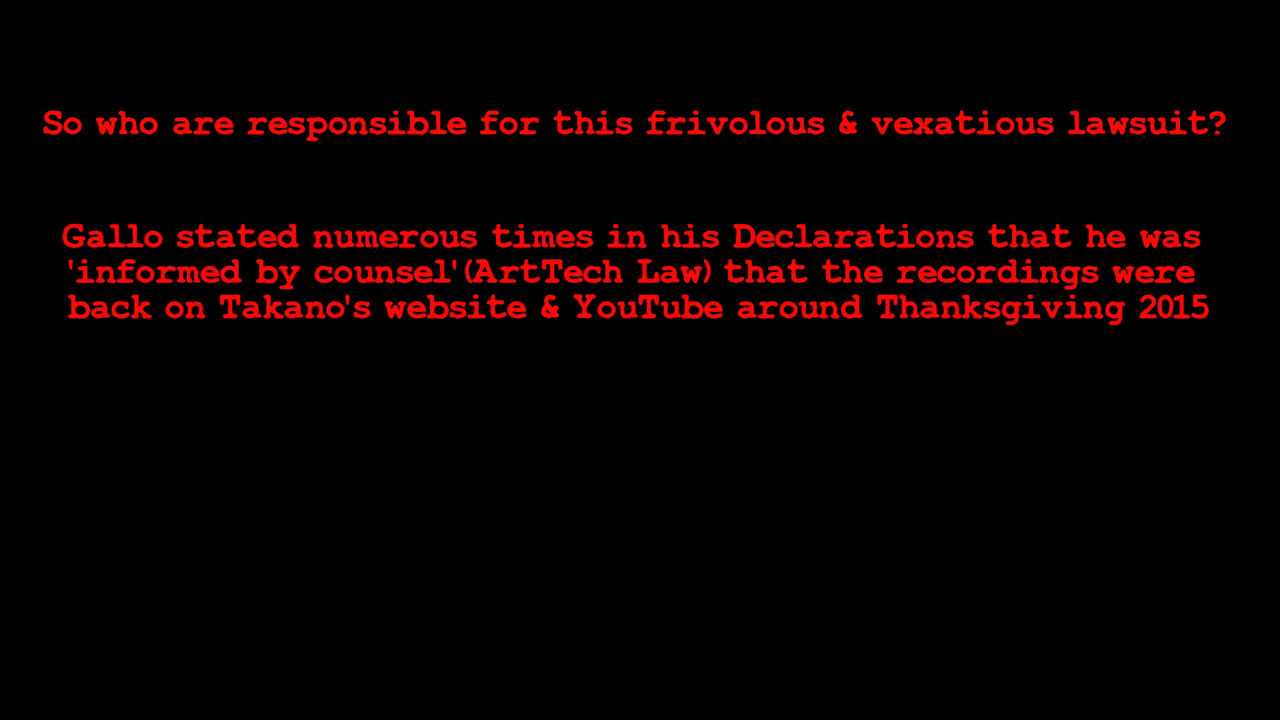 So who are responsible for this frivolous & vexatious lawsuit?
Gallo stated numerous times in his Declarations that he was
'informed by counsel'(ArtTech Law) that the recordings were
back on Takano's website & YouTube around Thanksgiving 2015